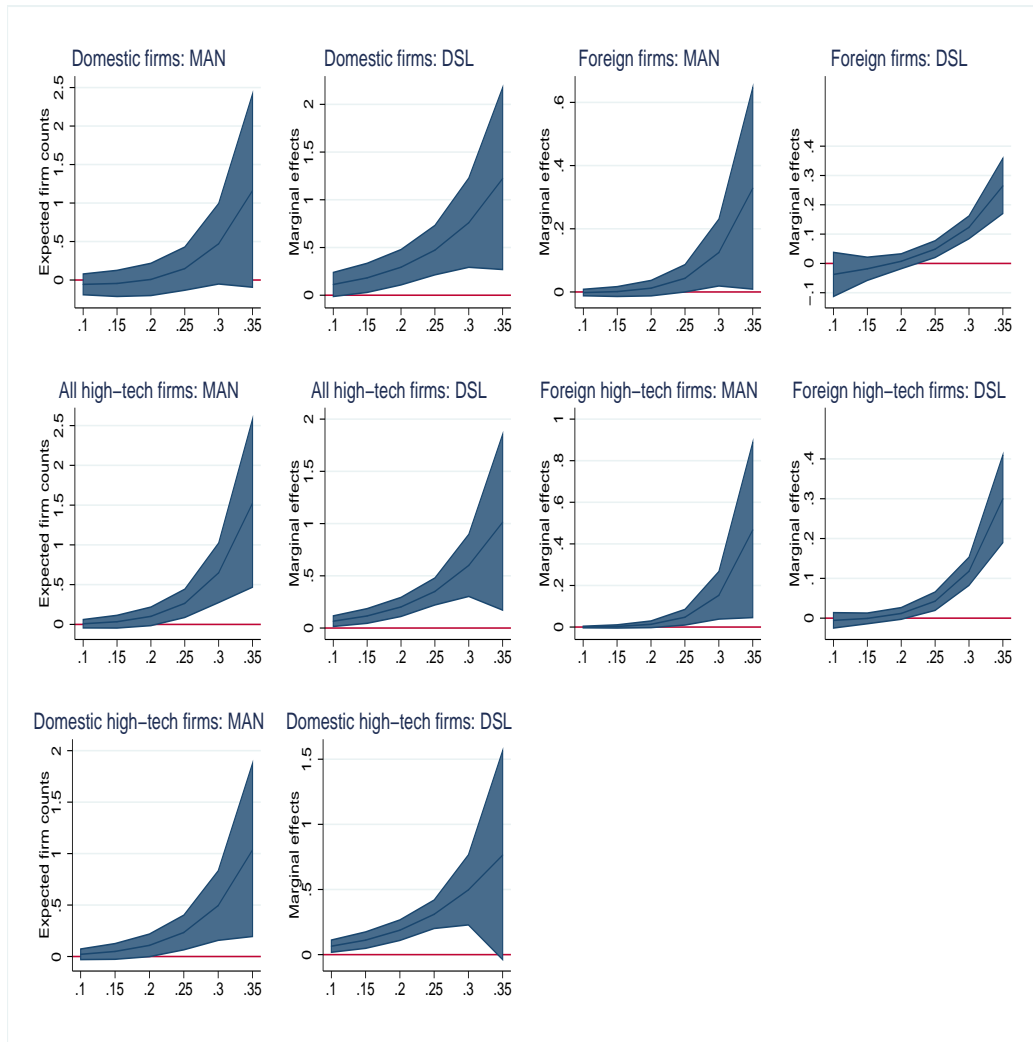 Domestic firms: MAN
Expected firm counts
0 .5 1 1.5 2 2.5
.1 .15 .2 .25 .3 .35
Domestic firms: DSL
Marginal effects
0 .5 1 1.5 2
.1 .15 .2 .25 .3 .35
Foreign firms: MAN
Marginal effects
0 .2 .4 .6
.1 .15 .2 .25 .3 .35
Foreign firms: DSL
Marginal effects
−.1 0 .1 .2 .3 .4
.1 .15 .2 .25 .3 .35
All high−tech firms: MAN
Expected firm counts
0 .5 1 1.5 2 2.5
.1 .15 .2 .25 .3 .35
All high−tech firms: DSL
Marginal effects
0 .5 1 1.5 2
.1 .15 .2 .25 .3 .35
Foreign high−tech firms: MAN
Marginal effects
0 .2 .4 .6 .8 1
.1 .15 .2 .25 .3 .35
Foreign high−tech firms: DSL
Marginal effects
0 .1 .2 .3 .4
.1 .15 .2 .25 .3 .35
Domestic high−tech firms: MAN
Expected firm counts
0 .5 1 1.5 2
.1 .15 .2 .25 .3 .35
Domestic high−tech firms: DSL
Marginal effects
0 .5 1 1.5
.1 .15 .2 .25 .3 .35